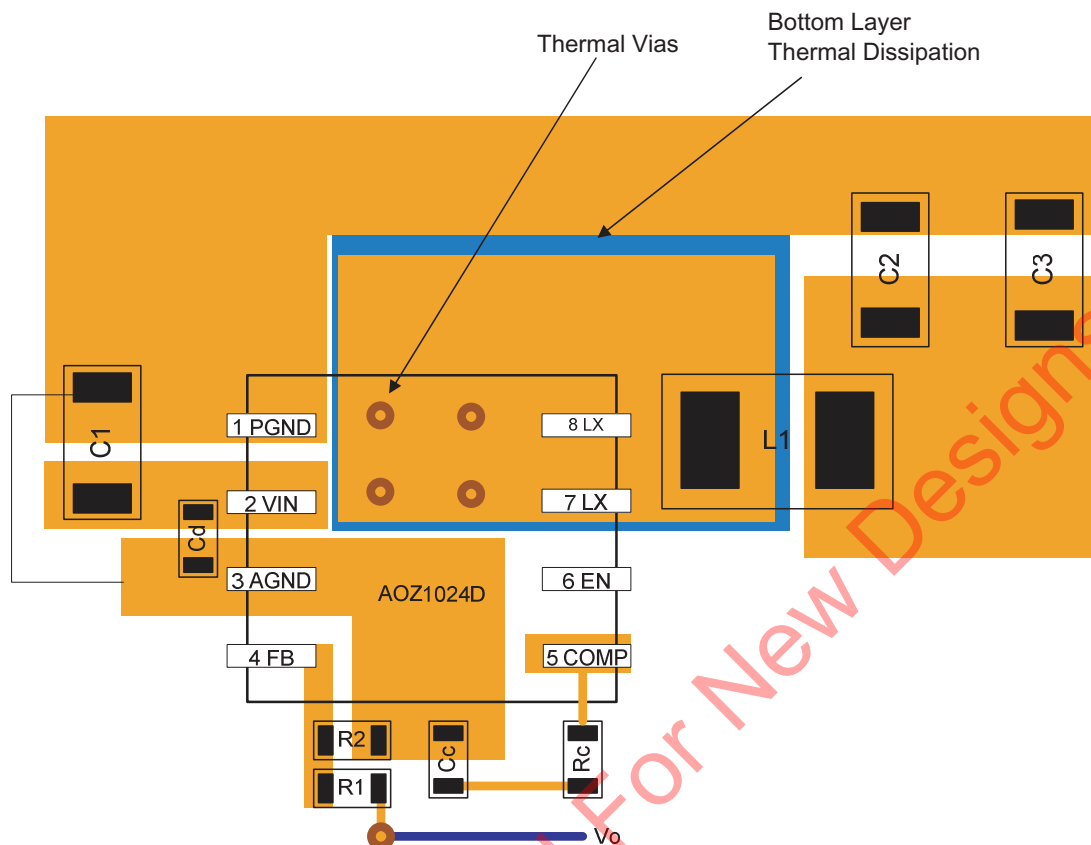 Bottom Layer
Thermal Dissipation
Thermal Vias
C2
C3
C1
1 PGND
8 LX
L1
2 VIN
7 LX
Cd
3 AGND
6 EN
AOZ1024D
4 FB
5 COMP
R2
Cc
Rc
R1
Vo
For New Designs